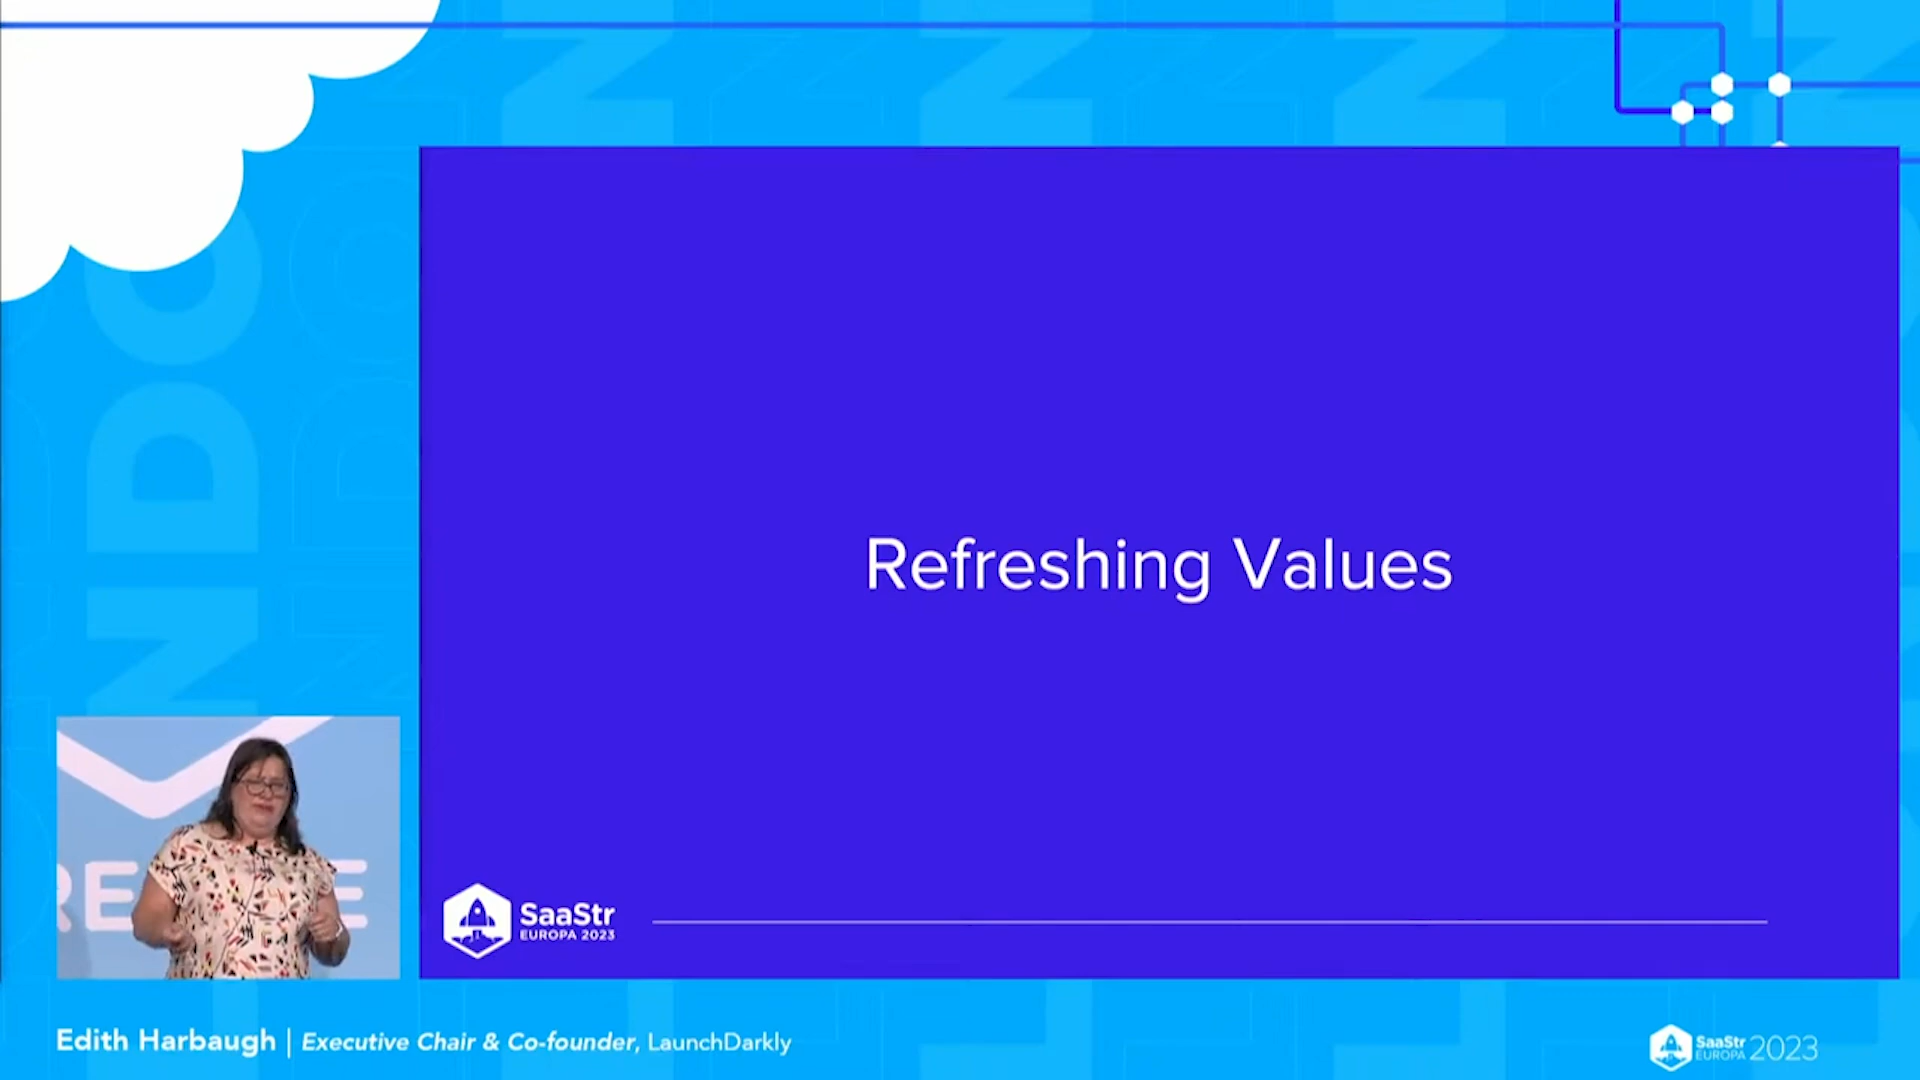 Refreshing Values
SaaStr
EUROPA 2023
Edith Harbaugh | Executive Chair & Co-founder, LaunchDarkly
SaaStr
EUROPA 2023